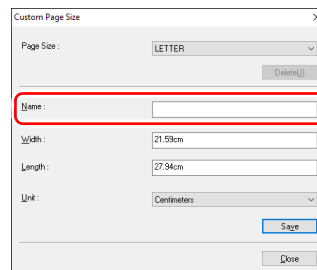 Custom Page Size
Page Size :
LETTER
Delete(J)
Name :
Width :
21.59cm
Length :
27.94cm
Unit :
Centimeters
Save
Close